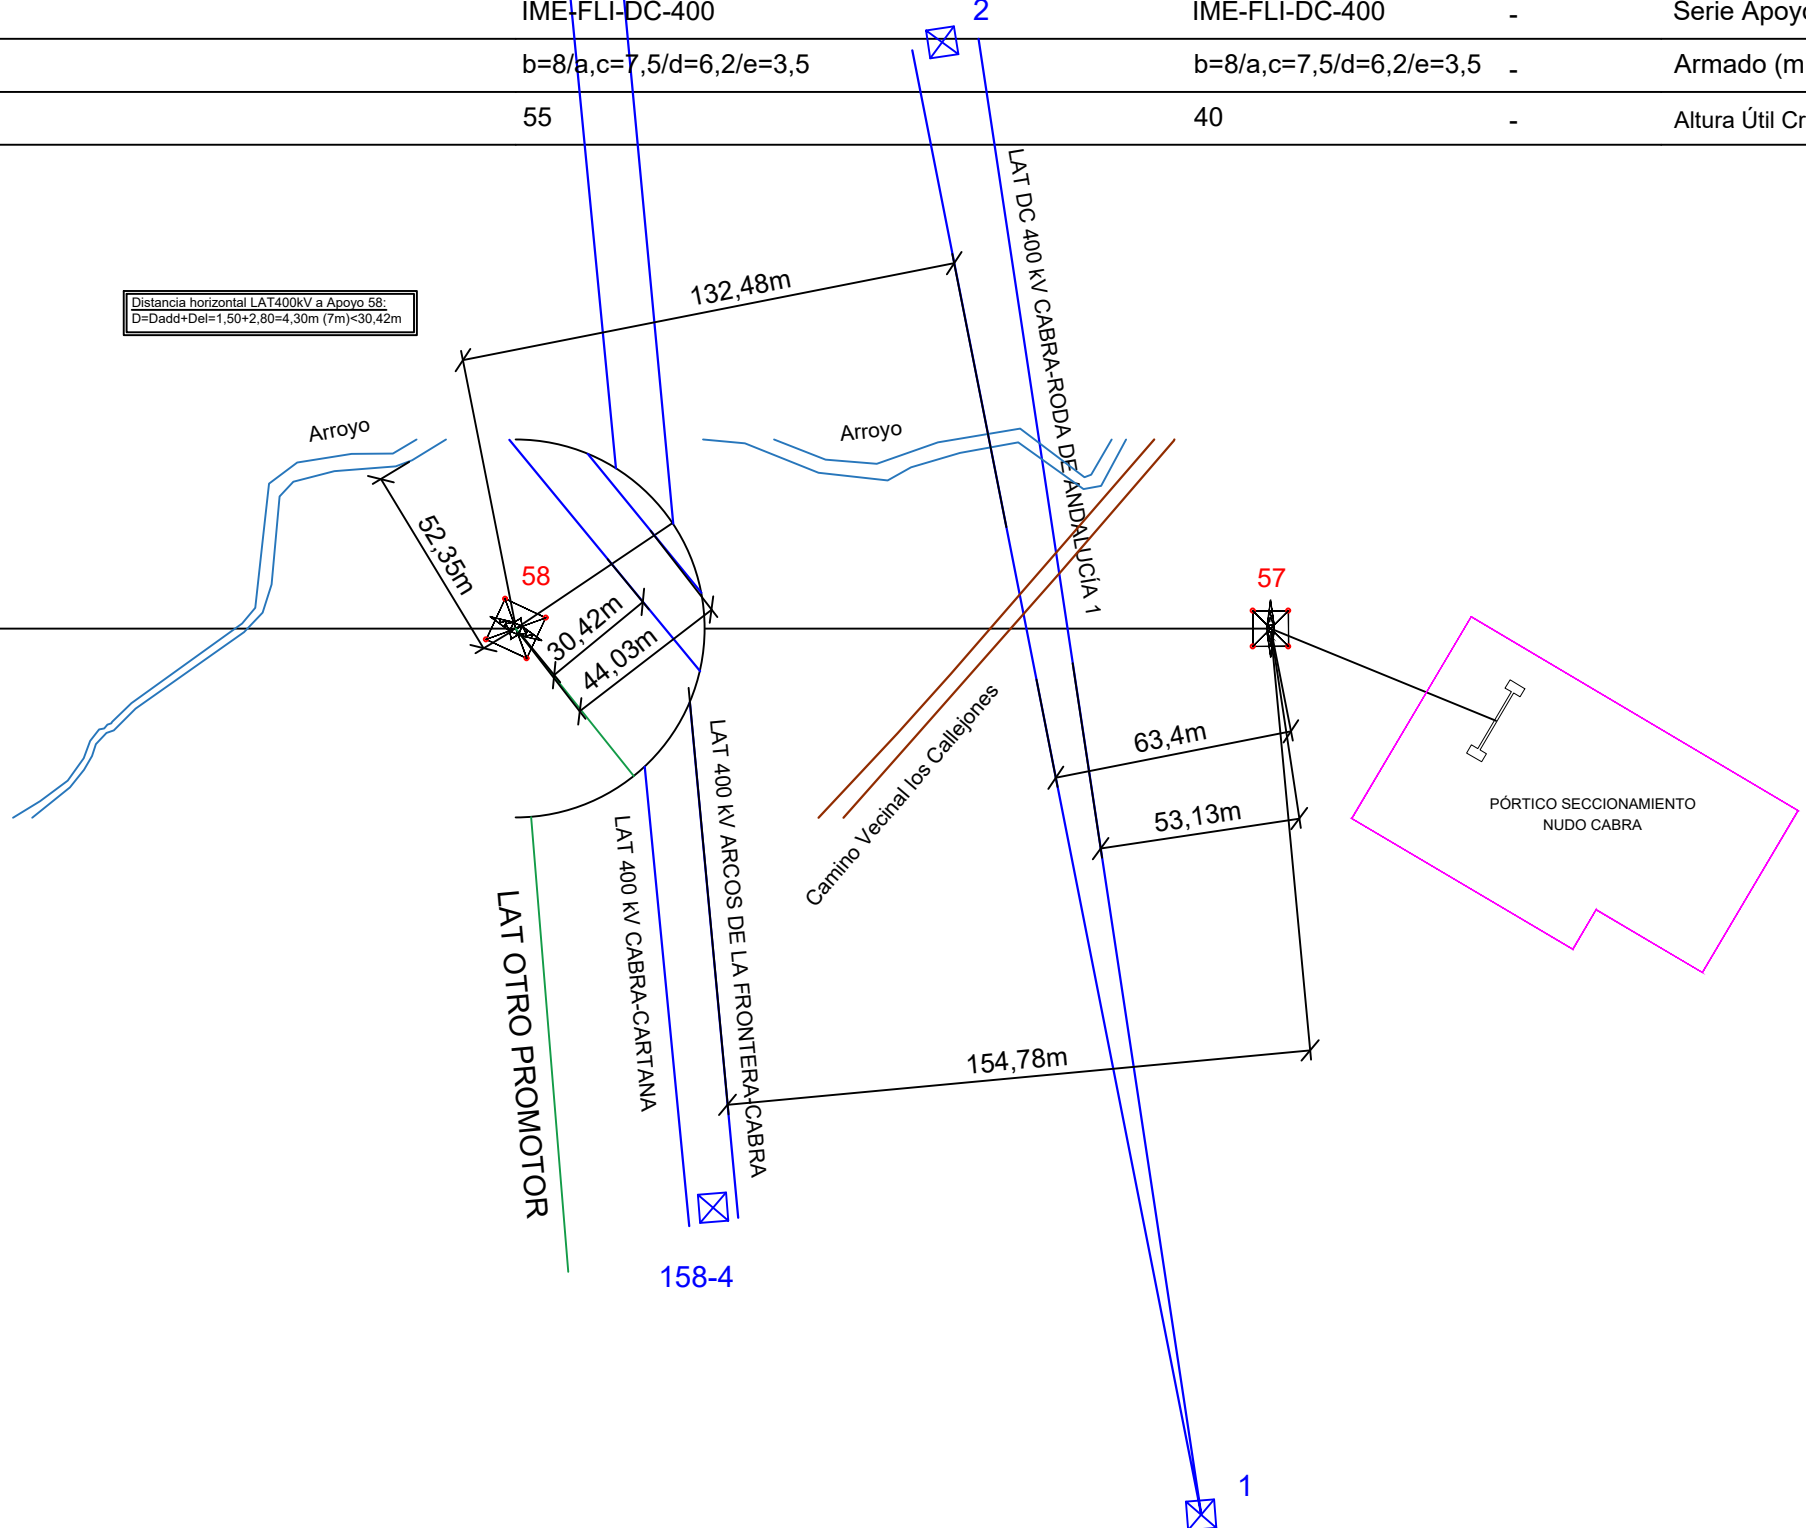 IME-FLI-DC-400
2
IME-FLI-DC-400
-
Serie Apoyo
b=8/a,c=7,5/d=6,2/e=3,5
b=8/a,c=7,5/d=6,2/e=3,5
-
Armado (m
55
40
-
Altura Útil Cr
LAT DC 400 kV CABRA-RODA DE ANDALUCÍA 1
132,48m
Distancia horizontal LAT400kV a Apoyo 58:
D=Dadd+Del=1,50+2,80=4,30m (7m)<30,42m
Arroyo
Arroyo
52,35m
58
57
30,42m
44,03m
63,4m
53,13m
Camino Vecinal los Callejones
PÓRTICO SECCIONAMIENTO
NUDO CABRA
LAT 400 kV ARCOS DE LA FRONTERA-CABRA
LAT 400 kV CABRA-CARTANA
LAT OTRO PROMOTOR
154,78m
158-4
1